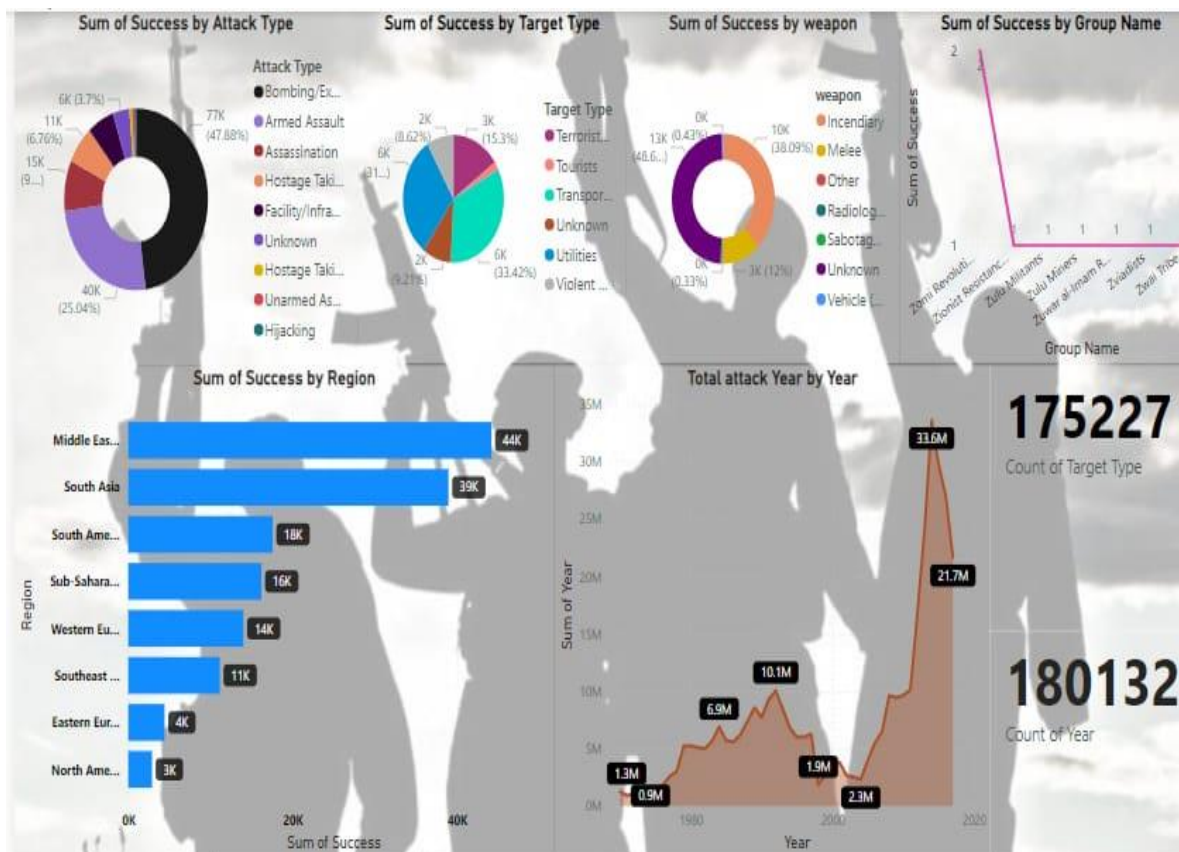 Sum of Success by Attack Type
6K (3.7%)
11K
(6.76%)
15K
(9...)
40K
(25.04%)
77K
(47.88%)
Attack Type
Bombing/Ex...
Armed Assault
Assassination
Hostage Taki...
Facility/Infra...
Unknown
Hostage Taki...
Unarmed As...
Hijacking
Sum of Success by Target Type
2K
(8.62%)
6K
(31...)
2K
(9.21%)
3K
(15.3%)
6K
(33.42%)
Target Type
Terrorist...
Tourists
Transpor...
Unknown
Utilities
Violent ...
Sum of Success by weapon
0K
(0.43%)
13K
(48.6...)
0K
(0.33%)
10K
(38.09%)
3K (12%)
weapon
Incendiary
Melee
Other
Radiolog...
Sabotag...
Unknown
Vehicle (...
Sum of Success by Group Name
Sum of Success
2
1
2
1
1
1
1
1
Zomi Revoluti...
Zionist Resistanc...
Zulu Militants
Zulu Miners
Zuwar al-Imam R...
Zviadists
Zwai Tribe
Group Name
Sum of Success by Region
Region
Middle Eas...
South Asia
South Ame...
Sub-Sahara...
Western Eu...
Southeast ...
Eastern Eur...
North Ame...
44K
39K
18K
16K
14K
11K
4K
3K
0K
20K
40K
Sum of Success
Total attack Year by Year
Sum of Year
35M
30M
25M
20M
15M
10M
5M
0M
1.3M
0.9M
6.9M
10.1M
1.9M
2.3M
33.6M
21.7M
1980
2000
2020
Year
175227
Count of Target Type
180132
Count of Year